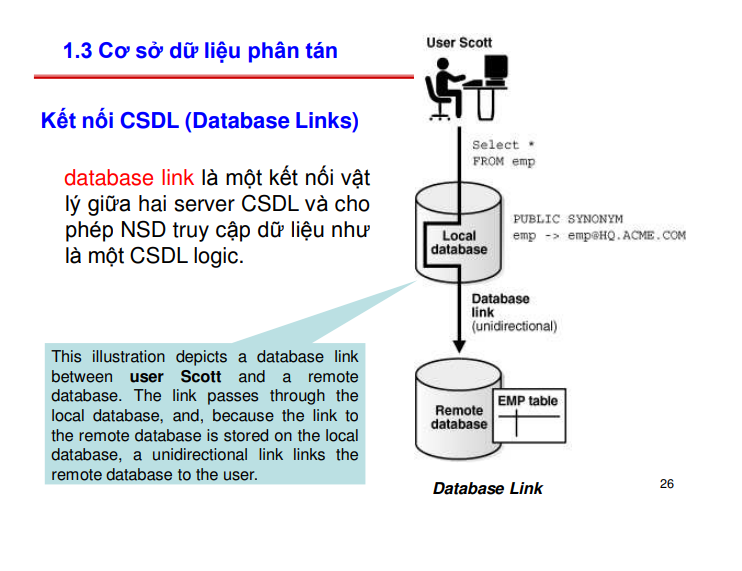 1.3 Cơ sở dữ liệu phân tán
Kết nối CSDL (Database Links)
database link là một kết nối vật
lý giữa hai server CSDL và cho
phép NSD truy cập dữ liệu như
là một CSDL logic.
This illustration depicts a database link
between user Scott and a remote
database. The link passes through the
local database, and, because the link to
the remote database is stored on the local
database, a unidirectional link links the
remote database to the user.
User Scott
Select *
FROM emp
PUBLIC SYNONYM
emp -> emp@HQ.ACME.COM
Local
database
Database
link
(unidirectional)
EMP table
Remote
database
Database Link
26